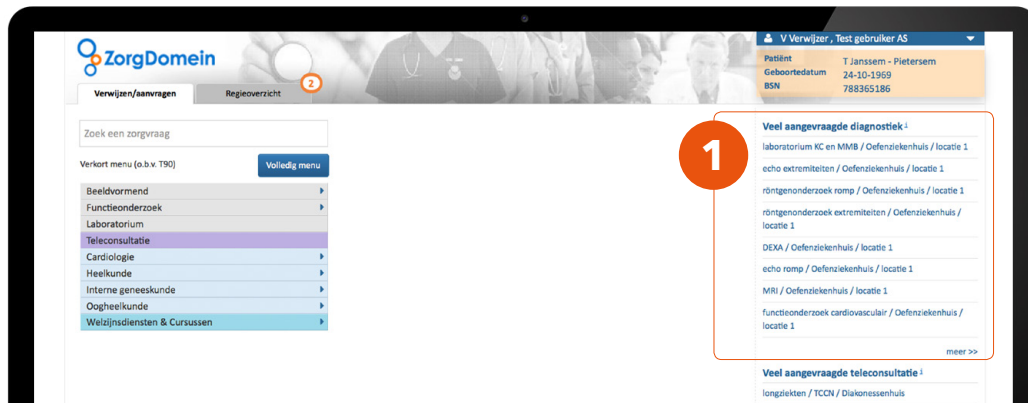 ZorgDomein
V Verwijzer , Test gebruiker AS
Patiënt T Janssem - Pietersem
Geboortedatum 24-10-1969
BSN 788365186
Verwijzen/aanvragen
Regieoverzicht
2
Zoek een zorgvraag
Verkort menu (o.b.v. T90)
Volledig menu
Beeldvormend
Functieonderzoek
Laboratorium
Teleconsultatie
Cardiologie
Heelkunde
Interne geneeskunde
Oogheelkunde
Welzijnsdiensten & Cursussen
1
Veel aangevraagde diagnostiek i
laboratorium KC en MMB / Oefenziekenhuis / locatie 1
echo extremiteiten / Oefenziekenhuis / locatie 1
röntgenonderzoek romp / Oefenziekenhuis / locatie 1
röntgenonderzoek extremiteiten / Oefenziekenhuis /
locatie 1
DEXA / Oefenziekenhuis / locatie 1
echo romp / Oefenziekenhuis / locatie 1
MRI / Oefenziekenhuis / locatie 1
functieonderzoek cardiovasculair / Oefenziekenhuis /
locatie 1
meer >>
Veel aangevraagde teleconsultatie i
longziekten / TCCN / Diakonessenhuis